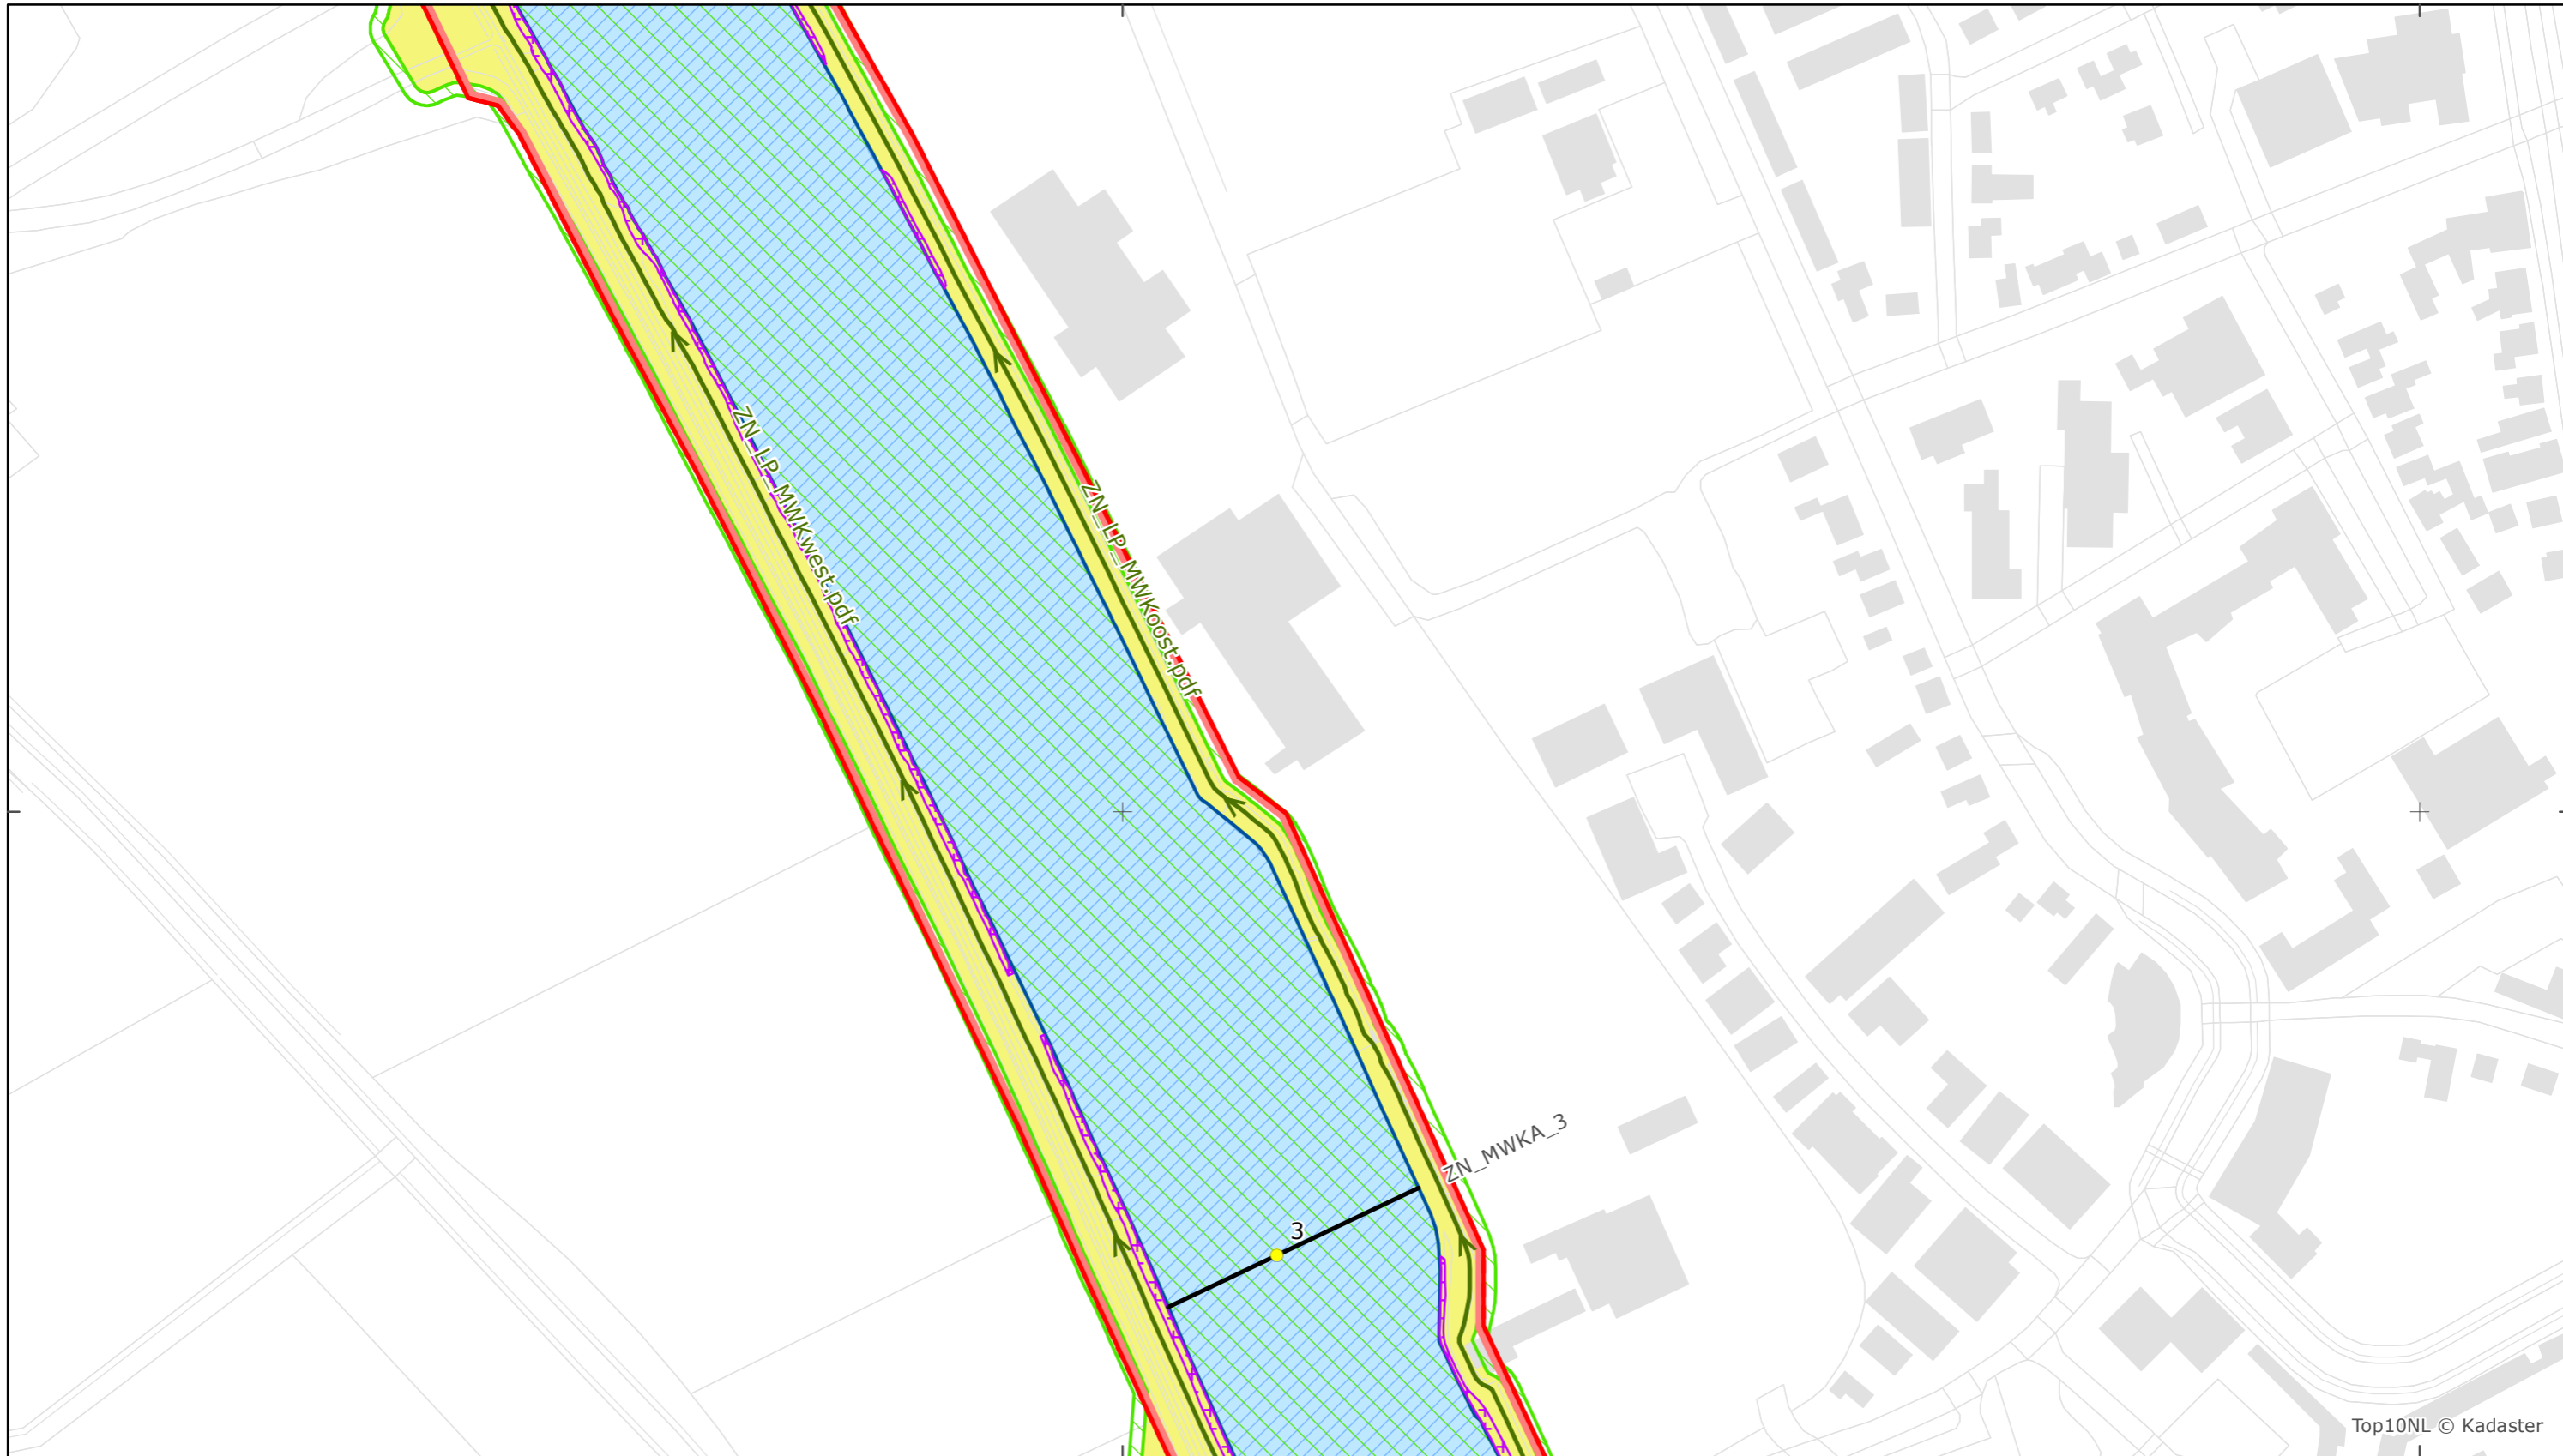 ZN_LP_MWKwest.pdf
ZN_LP_MWKoost.pdf
ZN_MWKA_3
3
Top10NL © Kadaster